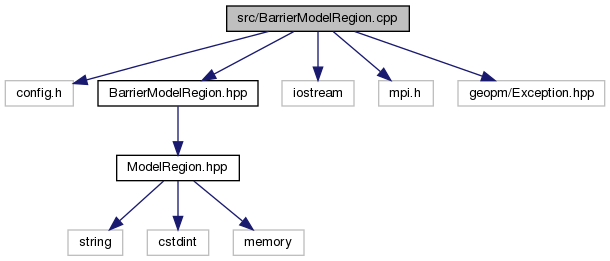 src/BarrierModelRegion.cpp
config.h
BarrierModelRegion.hpp
iostream
mpi.h
geopm/Exception.hpp
ModelRegion.hpp
string
cstdint
memory